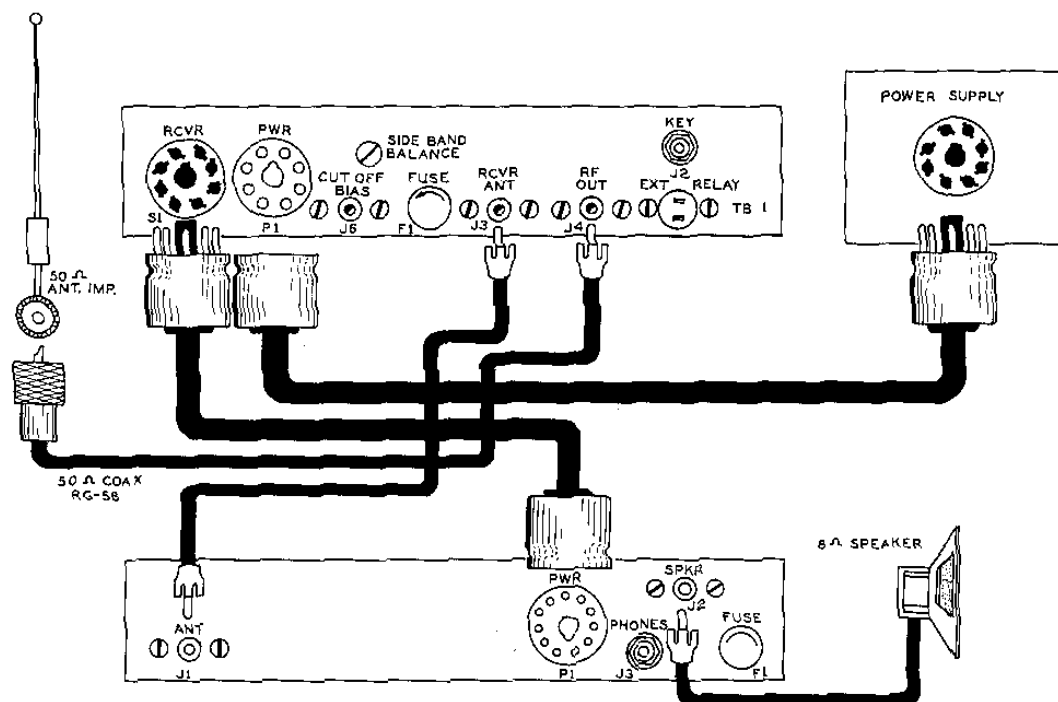 POWER SUPPLY
RCVR
PWR
SIDE BAND
BALANCE
KEY
J2
CUT OFF
BIAS
FUSE
RCVR
ANT
RF
OUT
EXT
RELAY
TB 1
S1
P1
J6
F1
J3
J4
50 Ω
ANT. IMP.
50 Ω COAX
RG-58
8 Ω SPEAKER
PWR
SPKR
J2
ANT
PHONES
FUSE
J1
P1
J3
F1